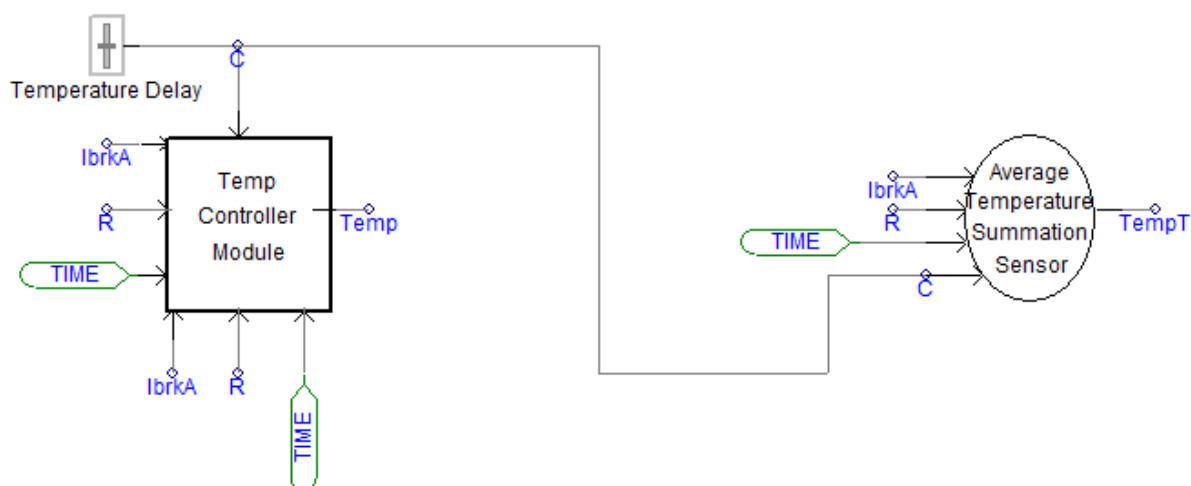 C
Temperature Delay
IbrkA
R
TIME
Temp
Controller
Module
Temp
IbrkA
R
TIME
IbrkA
R
TIME
C
Average
Temperature
Summation
Sensor
TempT